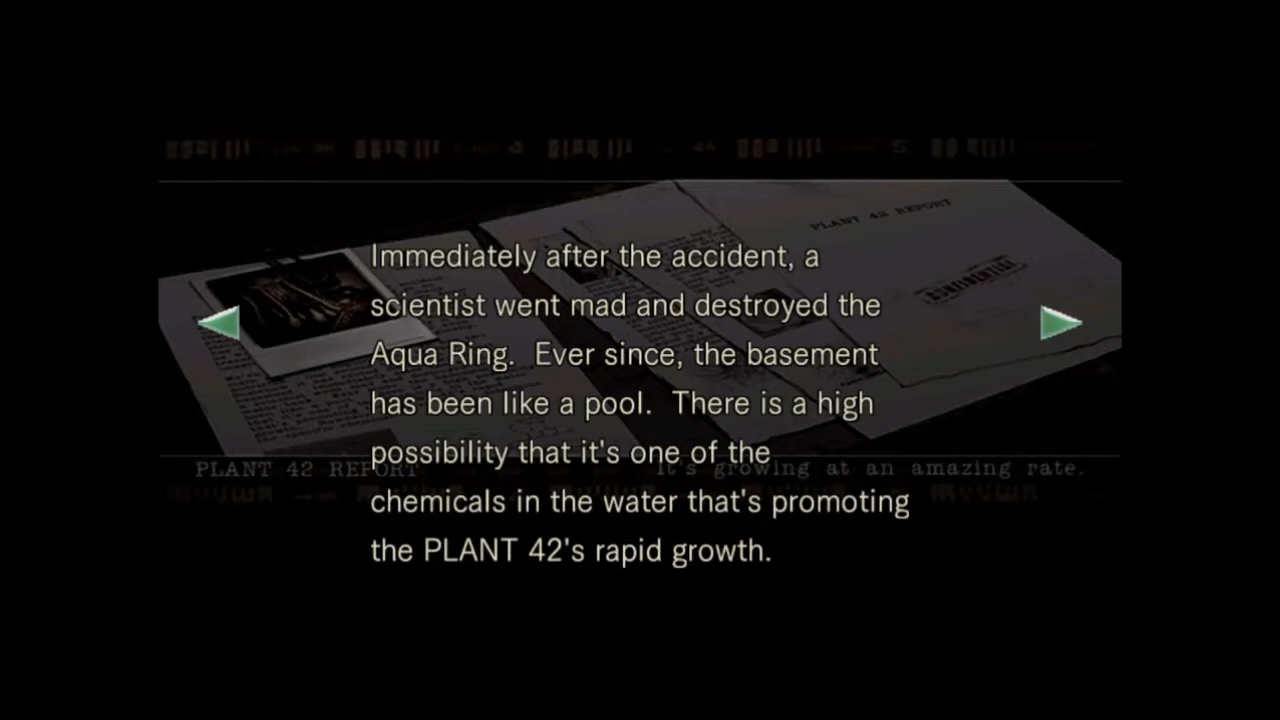 PLANT 42 REPORT
CONFIDENTIAL
Immediately after the accident, a
scientist went mad and destroyed the
Aqua Ring.  Ever since, the basement
has been like a pool.  There is a high
possibility that it's one of the
chemicals in the water that's promoting
the PLANT 42's rapid growth.
PLANT 42 REPORT
It's growing at an amazing rate.